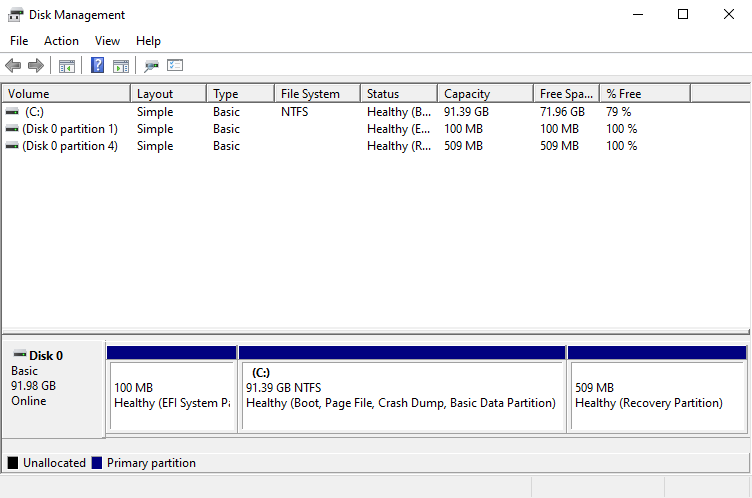 Disk Management
File Action View Help
Volume Layout Type File System Status Capacity Free Spa... % Free
(C:) Simple Basic NTFS Healthy (B... 91.39 GB 71.96 GB 79 %
(Disk 0 partition 1) Simple Basic Healthy (E... 100 MB 100 MB 100 %
(Disk 0 partition 4) Simple Basic Healthy (R... 509 MB 509 MB 100 %
Disk 0
Basic
91.98 GB
Online
100 MB
Healthy (EFI System Pa
(C:)
91.39 GB NTFS
Healthy (Boot, Page File, Crash Dump, Basic Data Partition)
509 MB
Healthy (Recovery Partition)
Unallocated Primary partition